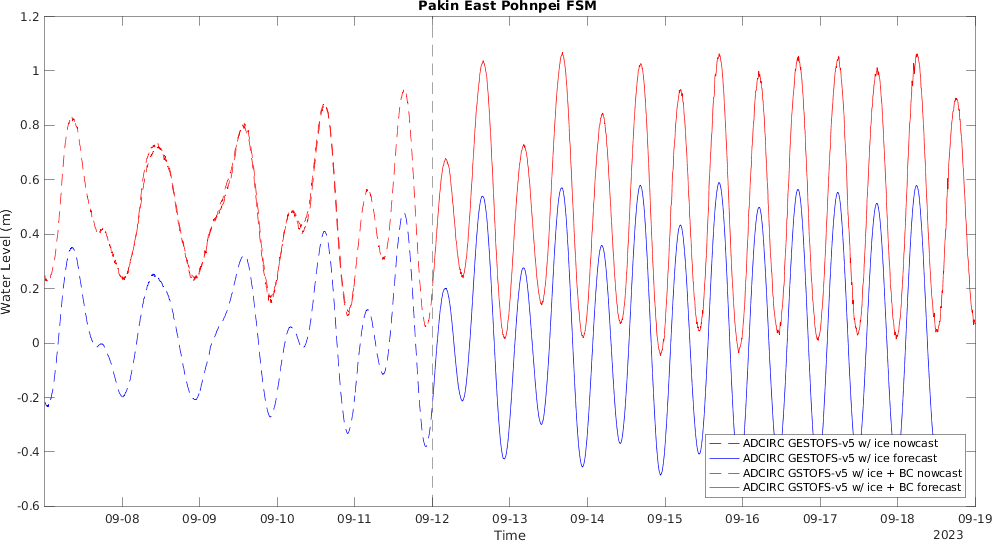 Pakin East Pohnpei FSM
1.2
1
0.8
0.6
0.4
0.2
0
-0.2
-0.4
-0.6
Water Level (m)
ADCIRC GESTOFS-v5 w/ ice nowcast
ADCIRC GESTOFS-v5 w/ ice forecast
ADCIRC GSTOFS-v5 w/ ice + BC nowcast
ADCIRC GSTOFS-v5 w/ ice + BC forecast
09-08 09-09 09-10 09-11 09-12 09-13 09-14 09-15 09-16 09-17 09-18 09-19
Time
2023